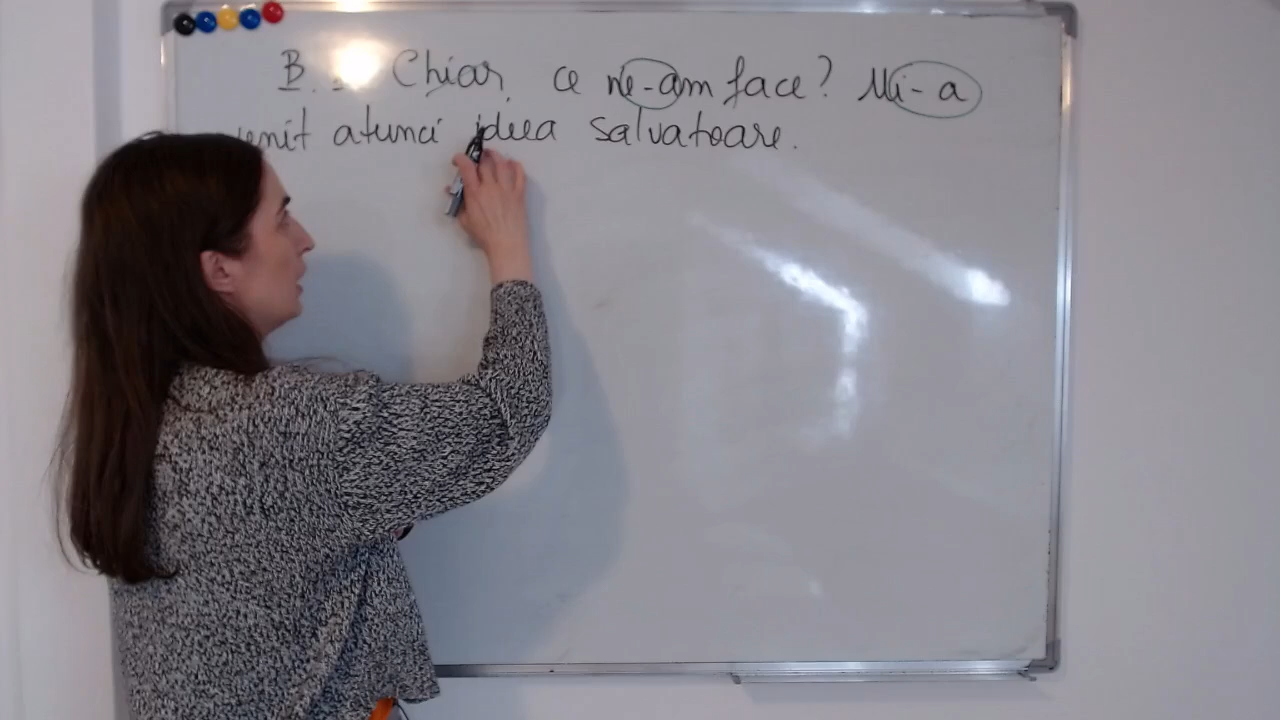 B. Chiar, ce ne-am face? Mi-a
venit atunci ideea salvatoare.